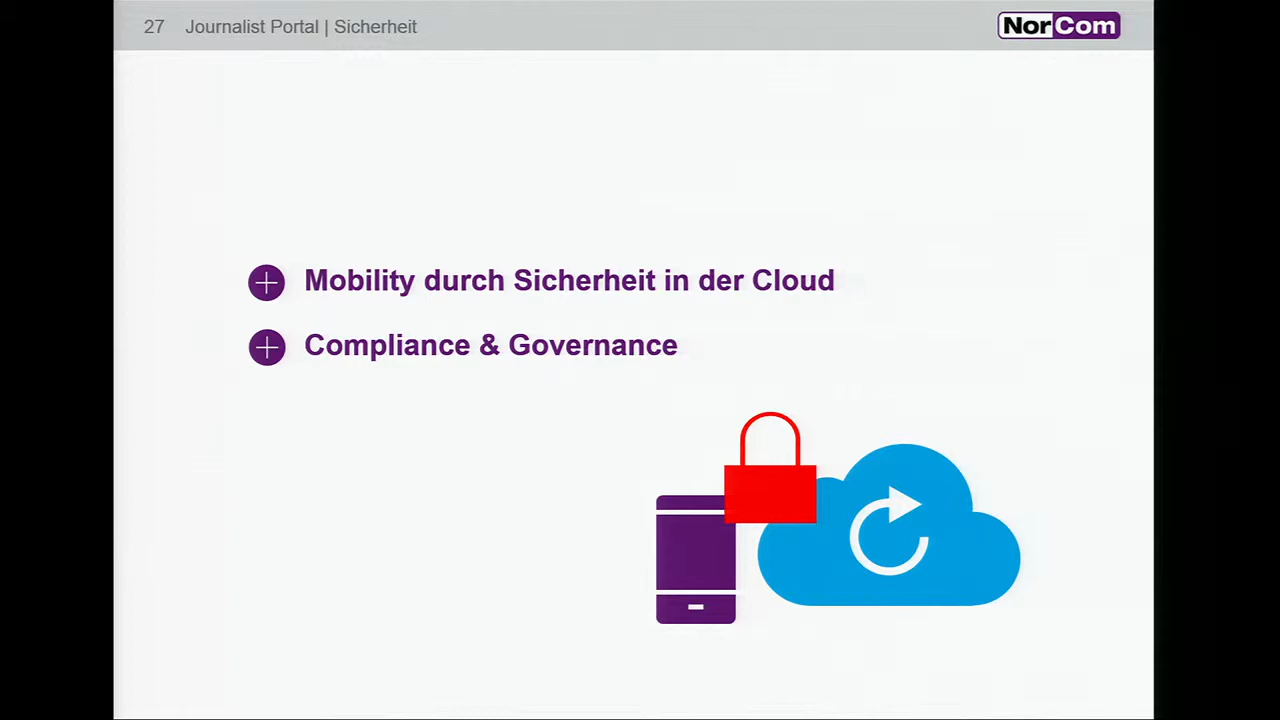 27 Journalist Portal | Sicherheit
NorCom
Mobility durch Sicherheit in der Cloud
Compliance & Governance